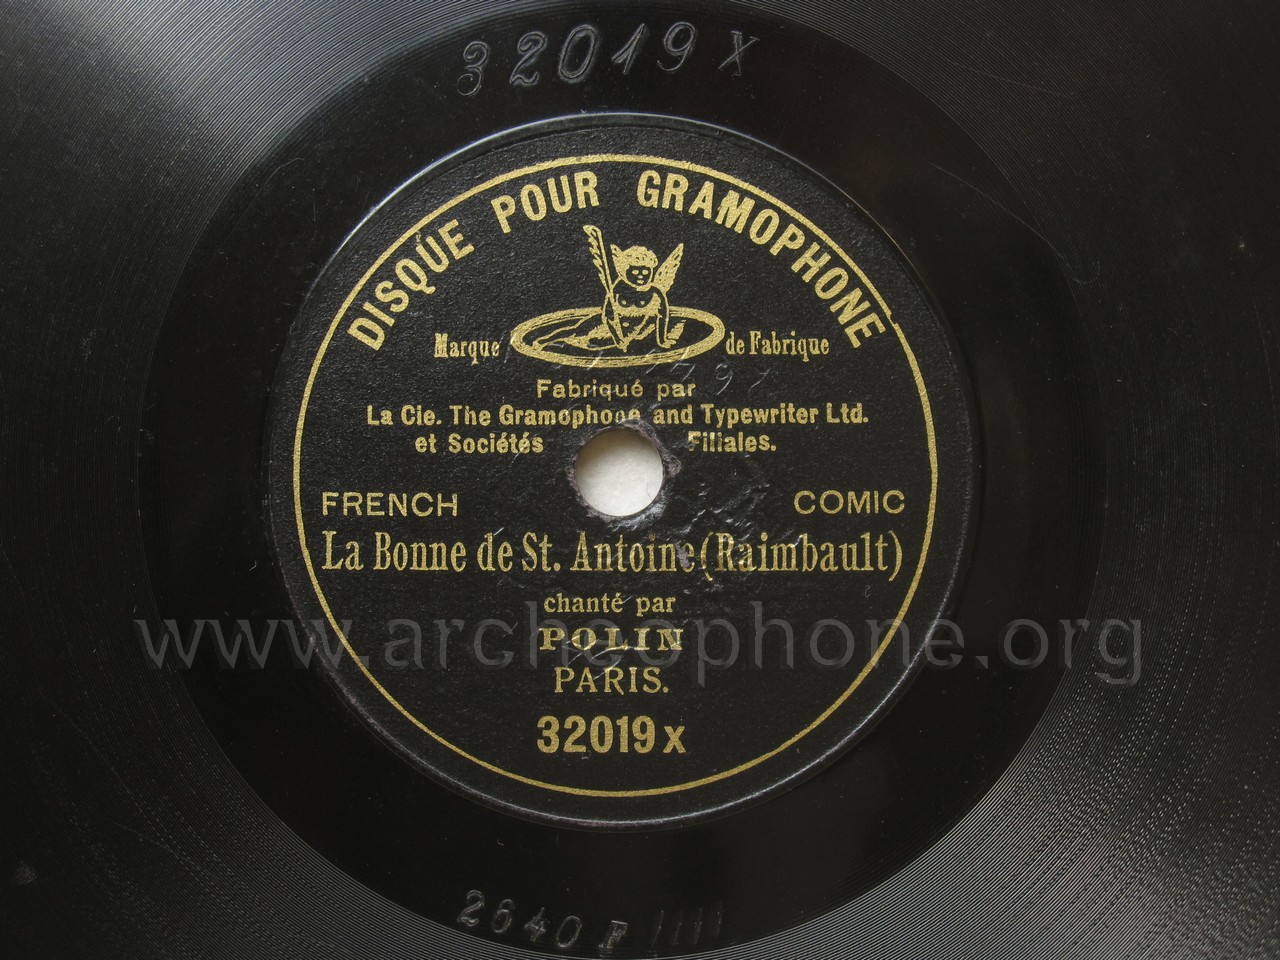 32019 X
DISQUE POUR GRAMOPHONE
Marque de Fabrique
Fabriqué par
La Cie. The Gramophone and Typewriter Ltd.
et Sociétés Filiales.
FRENCH COMIC
La Bonne de St. Antoine (Raimbault)
chanté par
POLIN
www.archeophone.org
PARIS.
32019 x
2640 F ||||